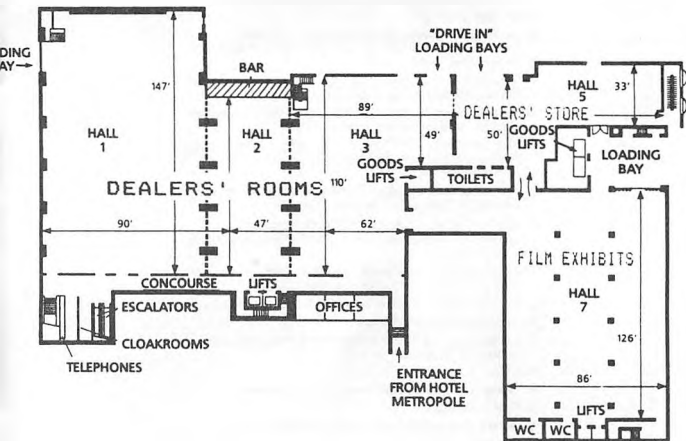 "DRIVE IN"
LOADING BAYS
DING
AY
147'
BAR
HALL
1
HALL
2
89'
HALL
3
49'
50'
DEALERS' STORE
HALL
5
33'
GOODS
LIFTS
LOADING
BAY
GOODS
LIFTS
TOILETS
DEALERS' ROOMS
110'
90'
47'
62'
FILM EXHIBITS
HALL
7
126'
86'
CONCOURSE
LIFTS
OFFICES
ESCALATORS
CLOAKROOMS
TELEPHONES
ENTRANCE
FROM HOTEL
METROPOLE
LIFTS
WC
WC